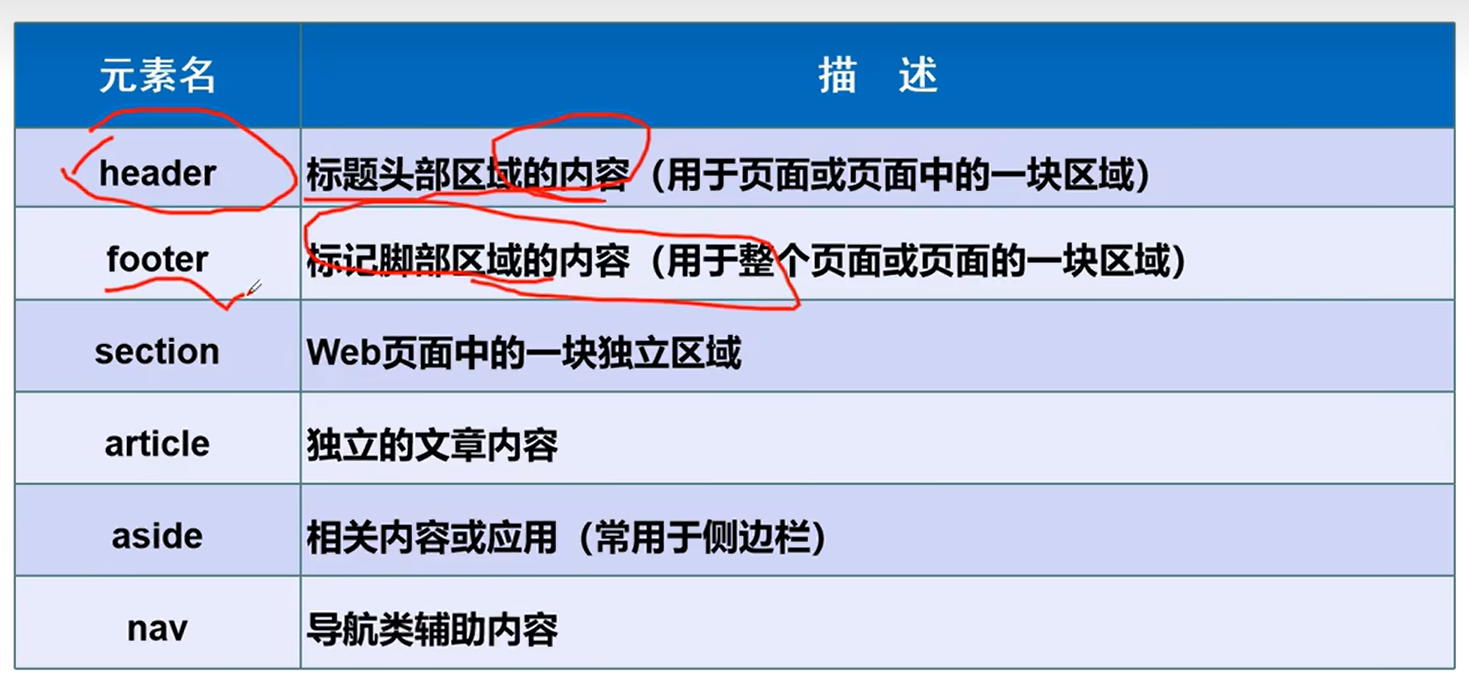 元素名 描 述
header 标题头部区域的内容（用于页面或页面中的一块区域）
footer 标记脚部区域的内容（用于整个页面或页面的一块区域）
section Web页面中的一块独立区域
article 独立的文章内容
aside 相关内容或应用（常用于侧边栏）
nav 导航类辅助内容